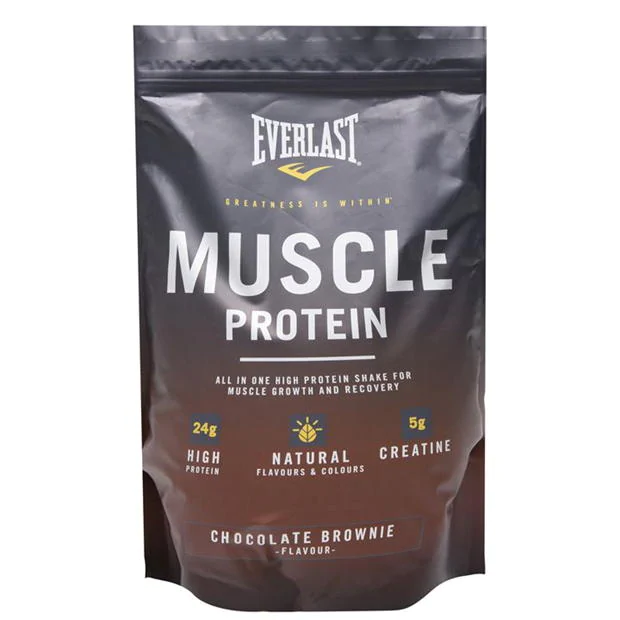 EVERLAST®
GREATNESS IS WITHIN
MUSCLE
PROTEIN
ALL IN ONE HIGH PROTEIN SHAKE FOR
MUSCLE GROWTH AND RECOVERY
24g
HIGH
PROTEIN
NATURAL
FLAVOURS & COLOURS
5g
CREATINE
CHOCOLATE BROWNIE
-FLAVOUR-